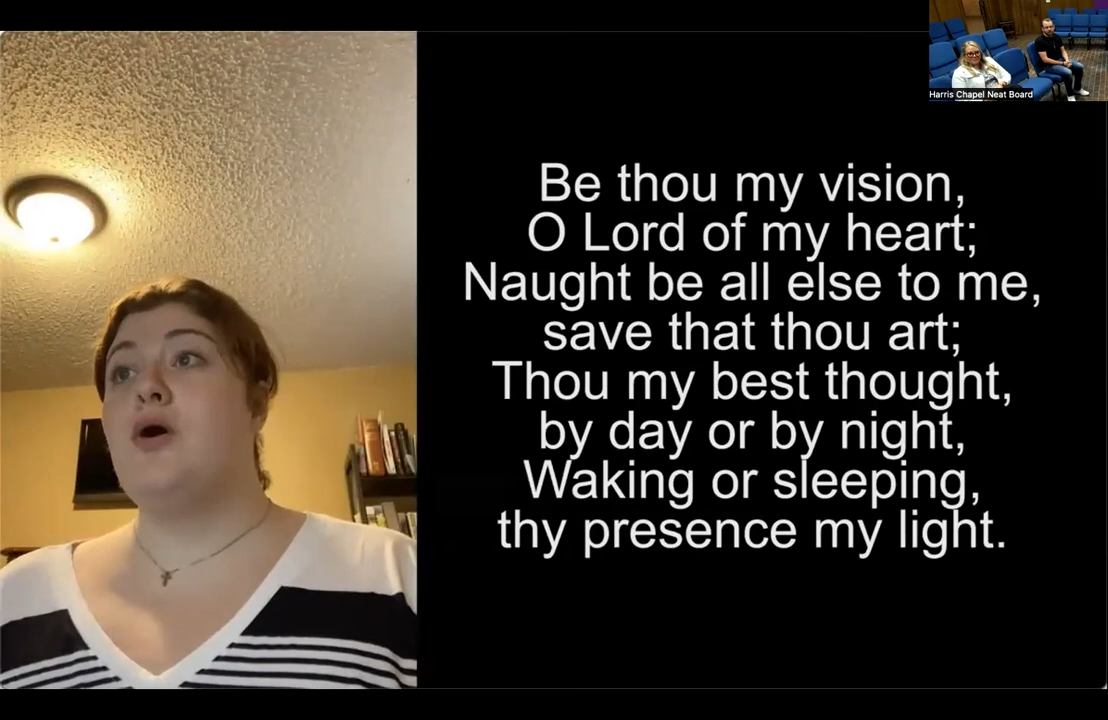 Harris Chapel Neat Board
Be thou my vision,
O Lord of my heart;
Naught be all else to me,
save that thou art;
Thou my best thought,
by day or by night,
Waking or sleeping,
thy presence my light.